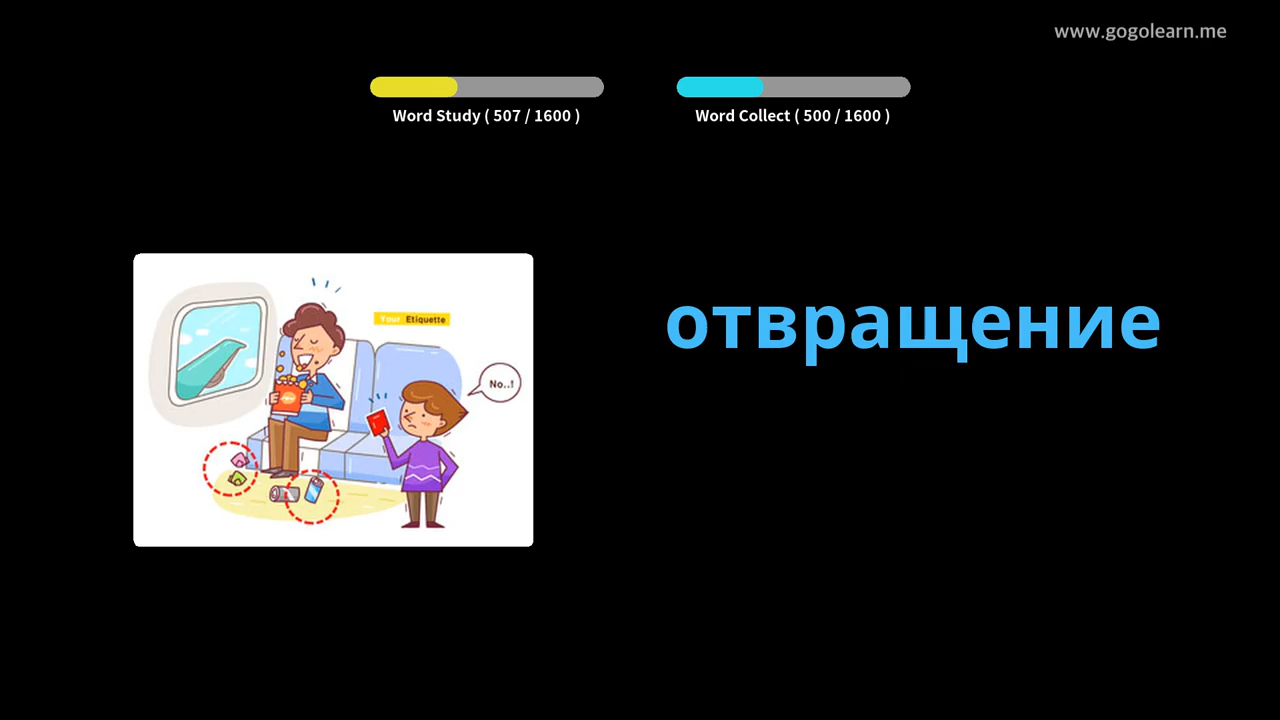 www.gogolearn.me
Word Study ( 507 / 1600 )
Word Collect ( 500 / 1600 )
Your Etiquette
No..!
отвращение